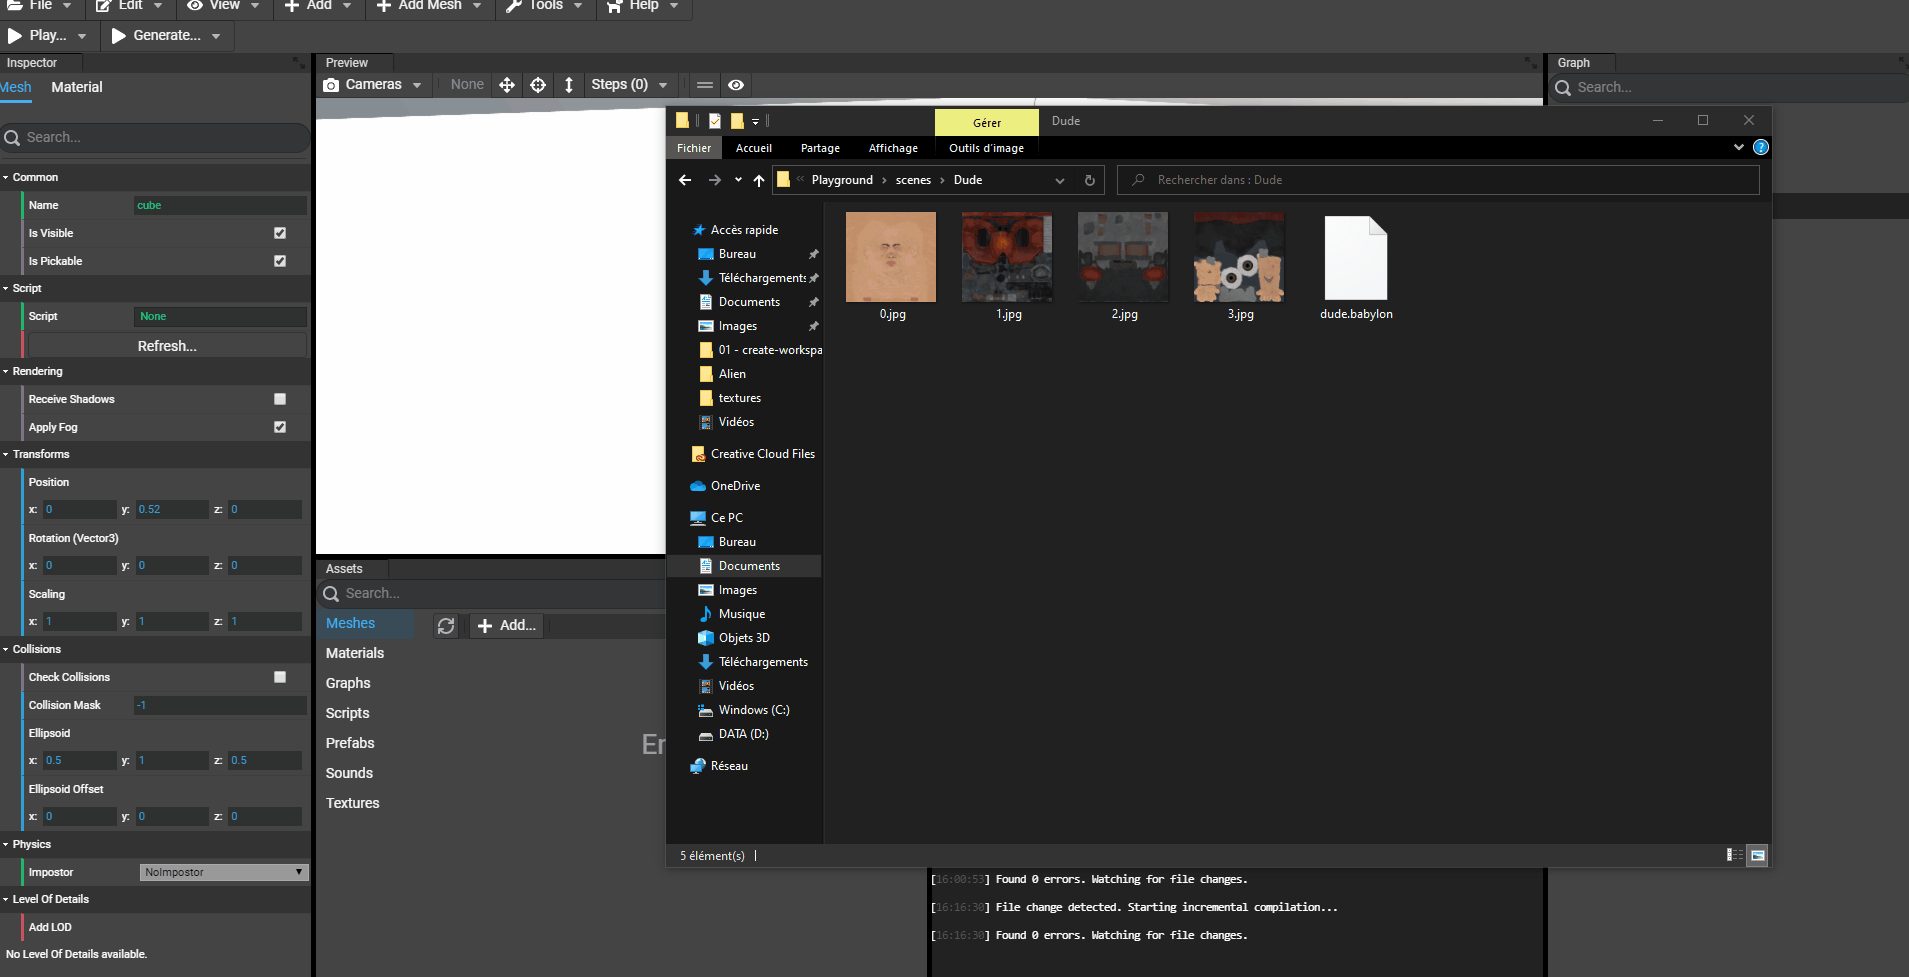 File Edit View Add Add Mesh Tools Help
Play... Generate...
Inspector
Mesh Material
Search...
Common
Name cube
Is Visible
Is Pickable
Script
Script None
Refresh...
Rendering
Receive Shadows
Apply Fog
Transforms
Position
x: 0 y: 0.52 z: 0
Rotation (Vector3)
x: 0 y: 0 z: 0
Scaling
x: 1 y: 1 z: 1
Collisions
Check Collisions
Collision Mask -1
Ellipsoid
x: 0.5 y: 1 z: 0.5
Ellipsoid Offset
x: 0 y: 0 z: 0
Physics
Impostor NoImpostor
Level Of Details
Add LOD
No Level Of Details available.
Preview
Cameras None Steps (0)
Graph
Search...
Gérer Dude
Fichier Accueil Partage Affichage Outils d'image
Playground › scenes › Dude
Rechercher dans : Dude
Accès rapide
Bureau
Téléchargements
Documents
Images
01 - create-workspa
Alien
textures
Vidéos
Creative Cloud Files
OneDrive
Ce PC
Bureau
Documents
Images
Musique
Objets 3D
Téléchargements
Vidéos
Windows (C:)
DATA (D:)
Réseau
0.jpg 1.jpg 2.jpg 3.jpg dude.babylon
5 élément(s)
Assets
Search...
Meshes
Add...
Materials
Graphs
Scripts
Prefabs
Sounds
Textures
Er
[16:00:53] Found 0 errors. Watching for file changes.
[16:16:30] File change detected. Starting incremental compilation...
[16:16:30] Found 0 errors. Watching for file changes.